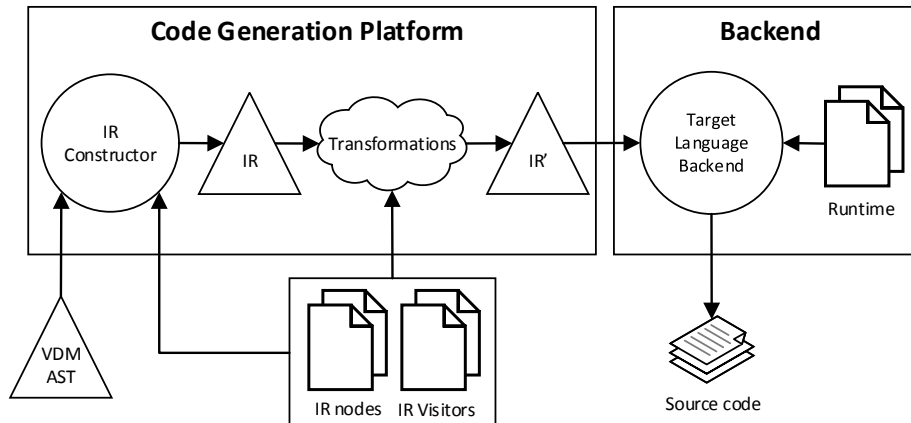 Code Generation Platform
Backend
IR
Constructor
IR
Transformations
IR’
Target
Language
Backend
Runtime
VDM
AST
IR nodes
IR Visitors
Source code